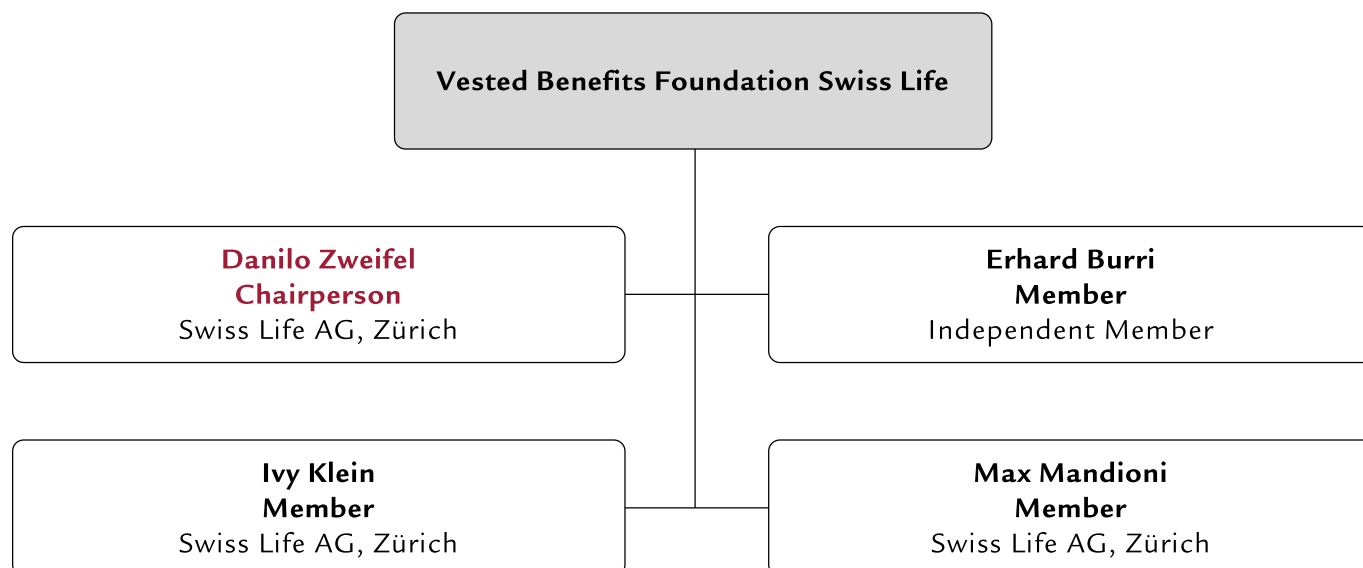 Vested Benefits Foundation Swiss Life
Danilo Zweifel
Chairperson
Swiss Life AG, Zürich
Erhard Burri
Member
Independent Member
Ivy Klein
Member
Swiss Life AG, Zürich
Max Mandioni
Member
Swiss Life AG, Zürich